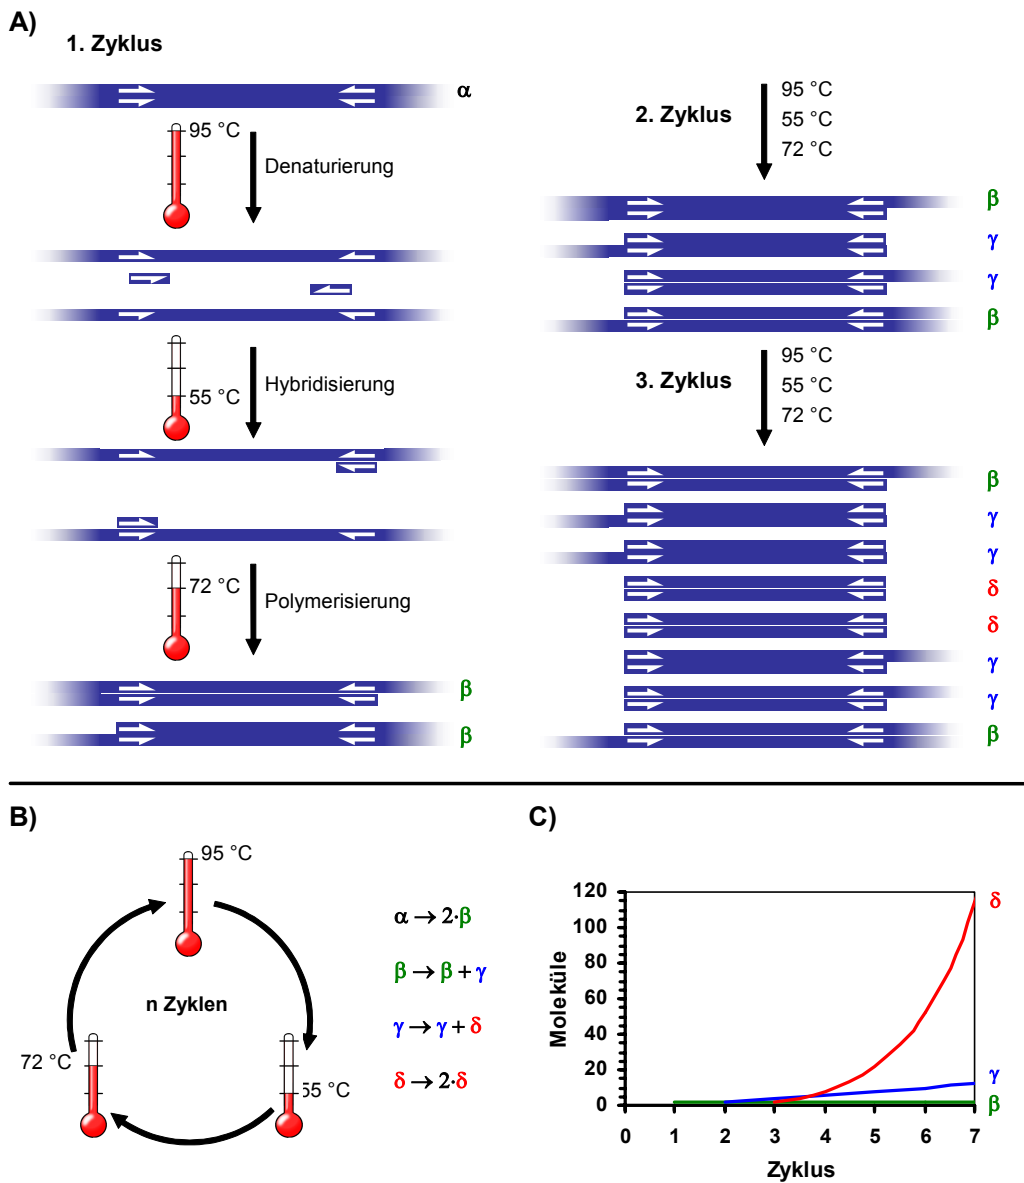 A)
1. Zyklus
α
95 °C
Denaturierung
55 °C
Hybridisierung
72 °C
Polymerisierung
β
β
2. Zyklus
95 °C
55 °C
72 °C
β
γ
γ
β
3. Zyklus
95 °C
55 °C
72 °C
β
γ
γ
δ
δ
γ
γ
β
B)
95 °C
n Zyklen
72 °C
55 °C
α → 2·β
β → β + γ
γ → γ + δ
δ → 2·δ
C)
Moleküle
120
100
80
60
40
20
0
0 1 2 3 4 5 6 7
Zyklus
δ
γ
β